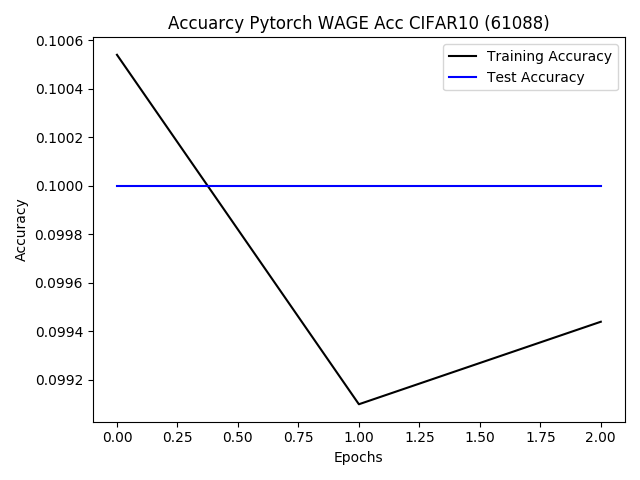 Accuarcy Pytorch WAGE Acc CIFAR10 (61088)
Training Accuracy
Test Accuracy
0.1006
0.1004
0.1002
0.1000
0.0998
0.0996
0.0994
0.0992
Accuracy
0.00 0.25 0.50 0.75 1.00 1.25 1.50 1.75 2.00
Epochs